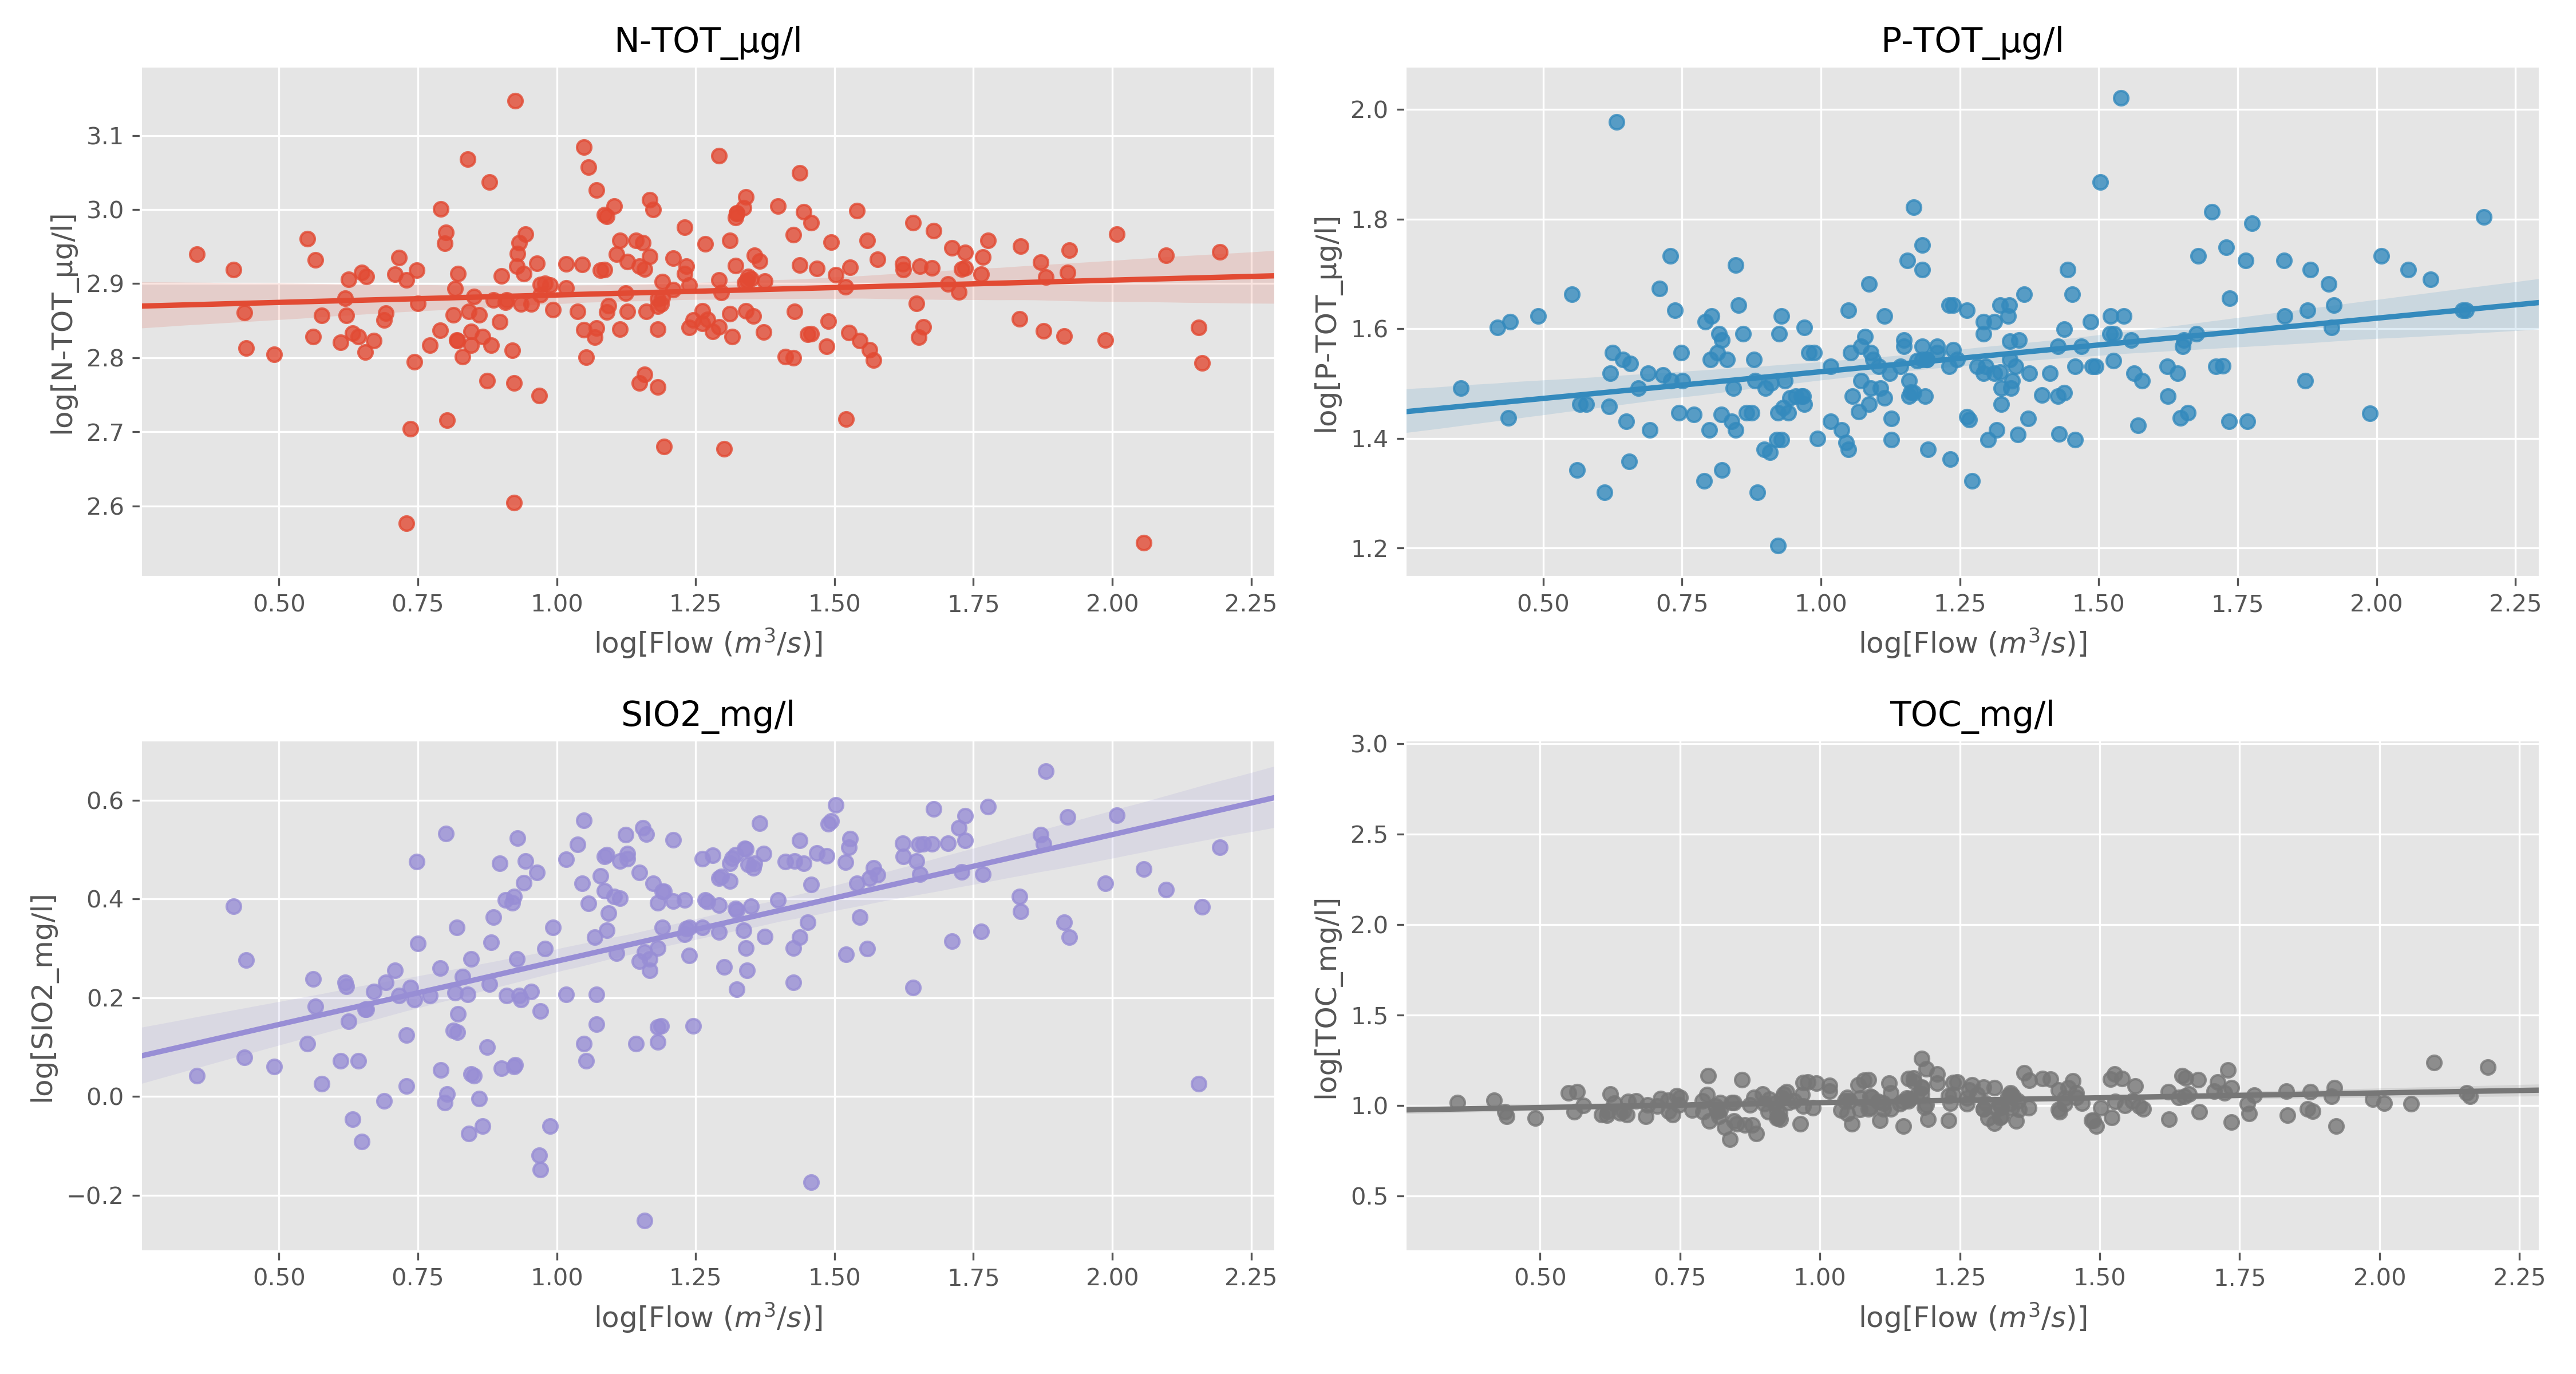 N-TOT_µg/l
log[N-TOT_µg/l]
3.1
3.0
2.9
2.8
2.7
2.6
0.50 0.75 1.00 1.25 1.50 1.75 2.00 2.25
log[Flow (m³/s)]
P-TOT_µg/l
log[P-TOT_µg/l]
2.0
1.8
1.6
1.4
1.2
0.50 0.75 1.00 1.25 1.50 1.75 2.00 2.25
log[Flow (m³/s)]
SIO2_mg/l
log[SIO2_mg/l]
0.6
0.4
0.2
0.0
−0.2
0.50 0.75 1.00 1.25 1.50 1.75 2.00 2.25
log[Flow (m³/s)]
TOC_mg/l
log[TOC_mg/l]
3.0
2.5
2.0
1.5
1.0
0.5
0.50 0.75 1.00 1.25 1.50 1.75 2.00 2.25
log[Flow (m³/s)]